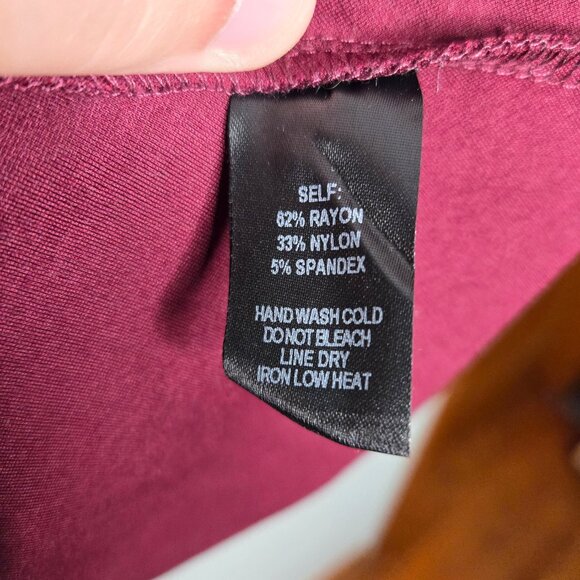 SELF:
62% RAYON
33% NYLON
5% SPANDEX
HAND WASH COLD
DO NOT BLEACH
LINE DRY
IRON LOW HEAT